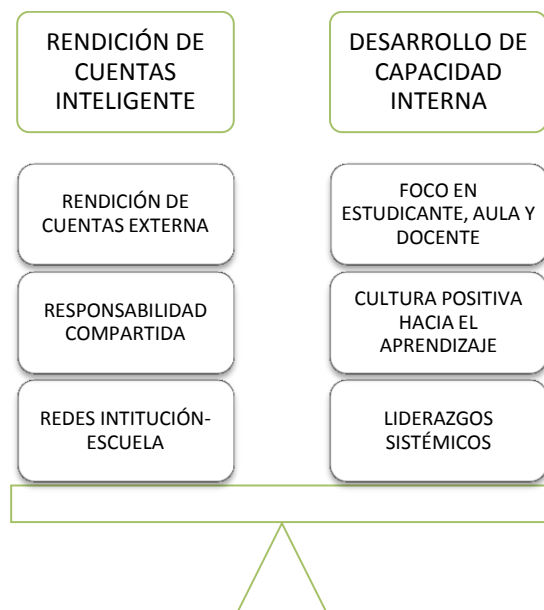 RENDICIÓN DE
CUENTAS
INTELIGENTE
RENDICIÓN DE
CUENTAS EXTERNA
RESPONSABILIDAD
COMPARTIDA
REDES INTITUCIÓN-
ESCUELA
DESARROLLO DE
CAPACIDAD
INTERNA
FOCO EN
ESTUDIANTE, AULA Y
DOCENTE
CULTURA POSITIVA
HACIA EL
APRENDIZAJE
LIDERAZGOS
SISTÉMICOS